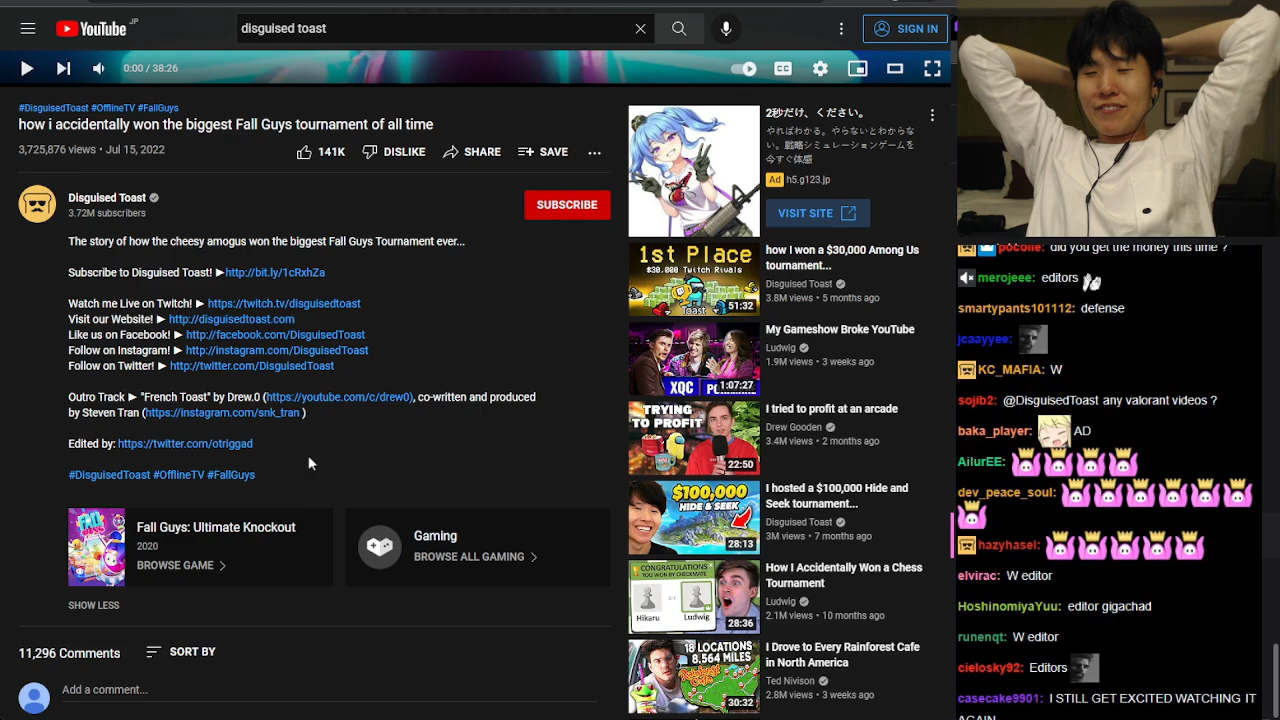 YouTube JP
disguised toast
SIGN IN
0:00 / 38:26
CC
#DisguisedToast #OfflineTV #FallGuys
how i accidentally won the biggest Fall Guys tournament of all time
3,725,876 views • Jul 15, 2022
141K
DISLIKE
SHARE
SAVE
Disguised Toast
3.72M subscribers
SUBSCRIBE
The story of how the cheesy amogus won the biggest Fall Guys Tournament ever...
Subscribe to Disguised Toast! ►http://bit.ly/1cRxhZa
Watch me Live on Twitch! ► https://twitch.tv/disguisedtoast
Visit our Website! ► http://disguisedtoast.com
Like us on Facebook! ► http://facebook.com/DisguisedToast
Follow on Instagram! ► http://instagram.com/DisguisedToast
Follow on Twitter! ► http://twitter.com/DisguisedToast
Outro Track ► "French Toast" by Drew.0 (https://youtube.com/c/drew0), co-written and produced
by Steven Tran (https://instagram.com/snk_tran )
Edited by: https://twitter.com/otriggad
#DisguisedToast #OfflineTV #FallGuys
Fall Guys: Ultimate Knockout
2020
BROWSE GAME
Gaming
BROWSE ALL GAMING
SHOW LESS
11,296 Comments
SORT BY
Add a comment...
2秒だけ、ください。
やればわかる。やらないとわからな
い。戦略シミュレーションゲームを
今すぐ体感
Ad h5.g123.jp
VISIT SITE
1st Place
$30,000 Twitch Rivals
Toast
51:32
how I won a $30,000 Among Us
tournament...
Disguised Toast
3.8M views • 5 months ago
XQC
1:07:27
My Gameshow Broke YouTube
Ludwig
1.9M views • 3 weeks ago
TRYING
TO PROFIT
22:50
I tried to profit at an arcade
Drew Gooden
3.4M views • 2 months ago
$100,000
HIDE & SEEK
28:13
I hosted a $100,000 Hide and
Seek tournament...
Disguised Toast
3M views • 7 months ago
CONGRATULATIONS
YOU WON BY CHECKMATE
0-1
Hikaru
Ludwig
28:36
How I Accidentally Won a Chess
Tournament
Ludwig
2.1M views • 10 months ago
18 LOCATIONS
8,564 MILES
Rainforest Cafe
30:32
I Drove to Every Rainforest Cafe
in North America
Ted Nivison
2.8M views • 3 weeks ago
pocolle: did you get the money this time ?
merojeee: editors
smartypants101112: defense
jcaayyee:
KC_MAFIA: W
sojib2: @DisguisedToast any valorant videos ?
baka_player: AD
AilurEE:
dev_peace_soul:
hazyhasel:
elvirac: W editor
HoshinomiyaYuu: editor gigachad
runenqt: W editor
cielosky92: Editors
casecake9901: I STILL GET EXCITED WATCHING IT
AGAIN